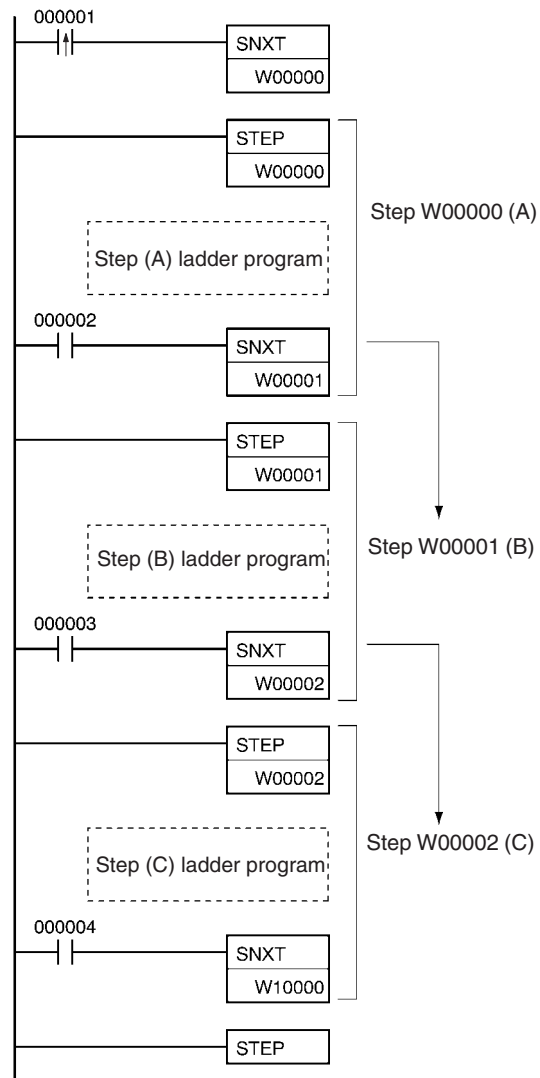 000001
SNXT
W00000
STEP
W00000
Step W00000 (A)
Step (A) ladder program
000002
SNXT
W00001
STEP
W00001
Step (B) ladder program
Step W00001 (B)
000003
SNXT
W00002
STEP
W00002
Step W00002 (C)
Step (C) ladder program
000004
SNXT
W10000
STEP